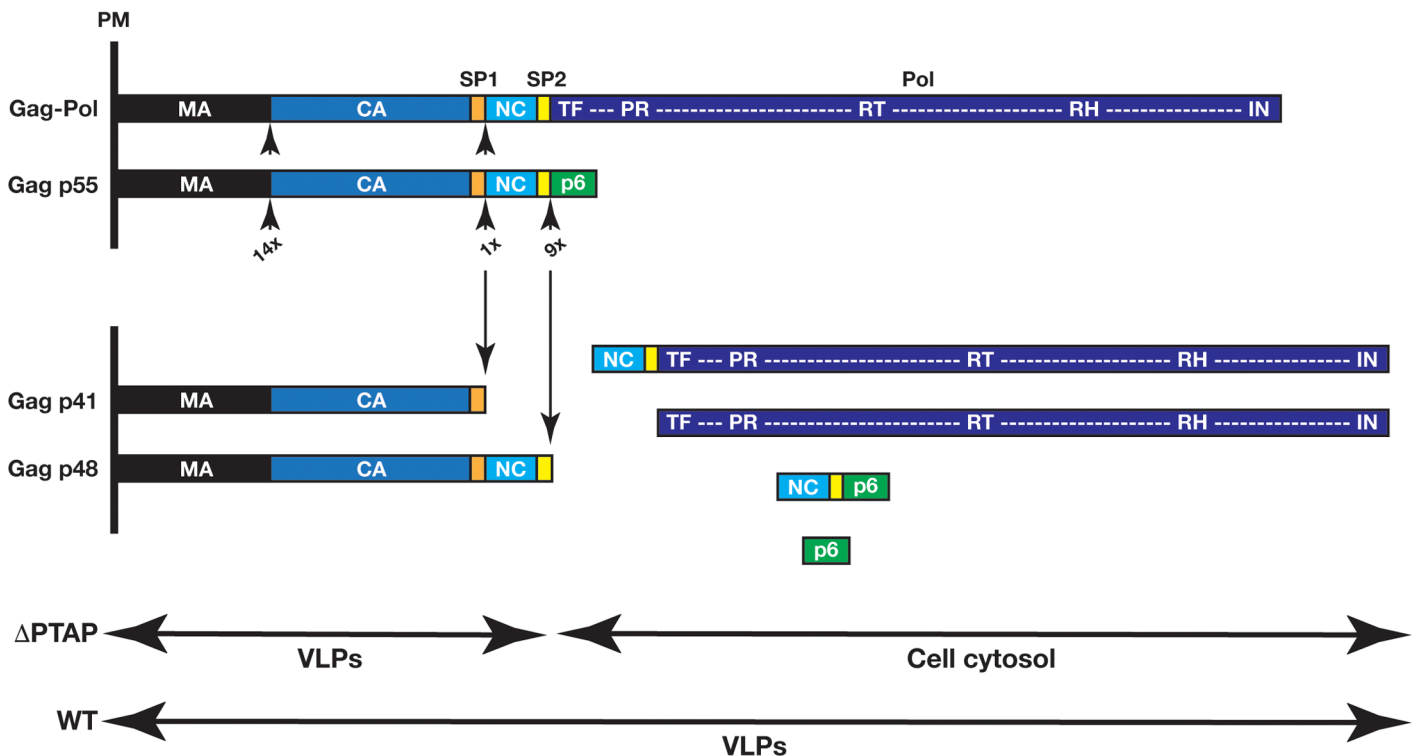 PM
SP1 SP2 Pol
Gag-Pol MA CA NC TF --- PR ----------------------- RT ----------------------- RH ----------------- IN
Gag p55 MA CA NC p6
14x 1x 9x
NC TF --- PR ----------------------- RT ----------------------- RH ----------------- IN
Gag p41 MA CA
TF --- PR ----------------------- RT ----------------------- RH ----------------- IN
Gag p48 MA CA NC
NC p6
p6
ΔPTAP
VLPs Cell cytosol
WT
VLPs